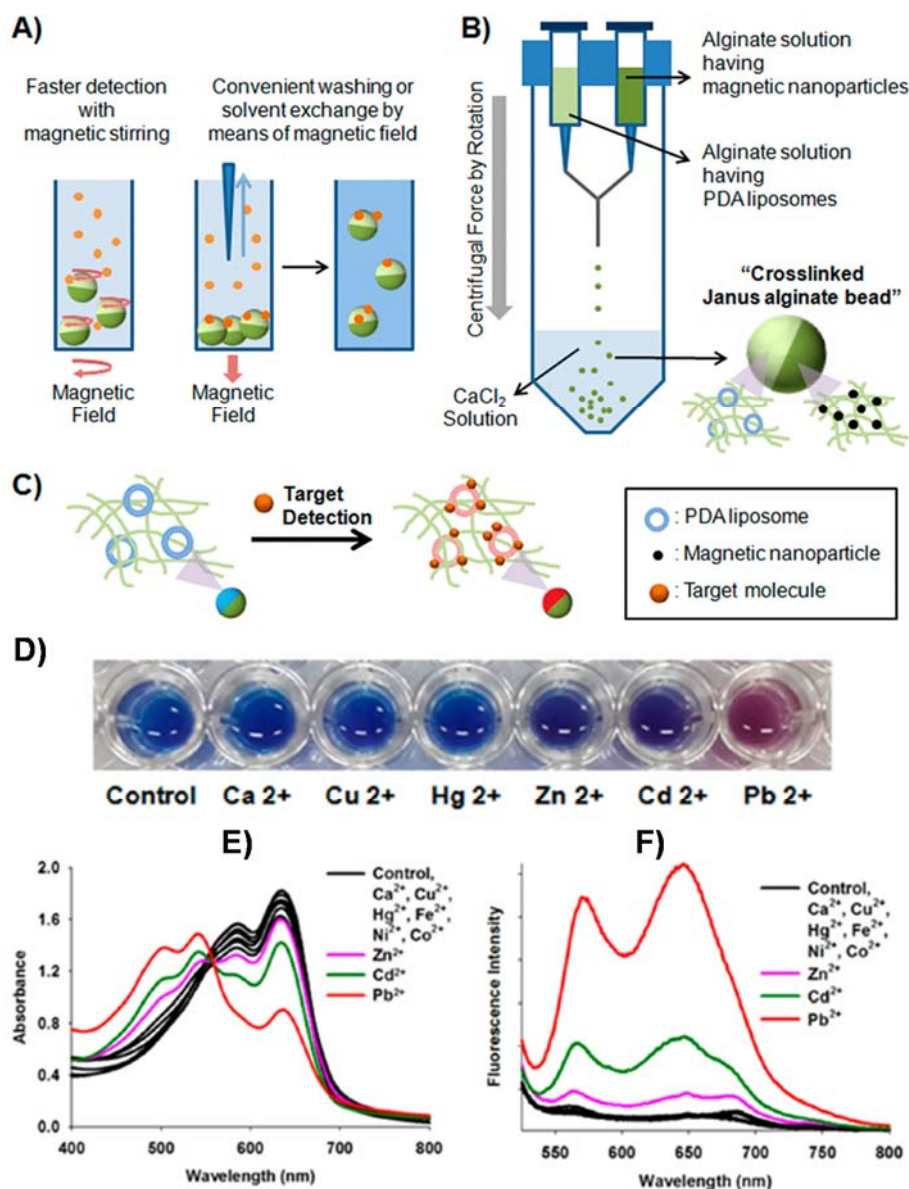 A)
Faster detection
with
magnetic stirring
Convenient washing or
solvent exchange by
means of magnetic field
Magnetic
Field
Magnetic
Field
B)
Alginate solution
having
magnetic nanoparticles
Alginate solution
having
PDA liposomes
Centrifugal Force by Rotation
"Crosslinked
Janus alginate bead"
CaCl₂
Solution
C)
Target
Detection
: PDA liposome
: Magnetic nanoparticle
: Target molecule
D)
Control Ca 2+ Cu 2+ Hg 2+ Zn 2+ Cd 2+ Pb 2+
E)
Absorbance
2.0
1.6
1.2
0.8
0.4
0.0
400 500 600 700 800
Wavelength (nm)
Control,
Ca²⁺, Cu²⁺,
Hg²⁺, Fe²⁺,
Ni²⁺, Co²⁺
Zn²⁺
Cd²⁺
Pb²⁺
F)
Fluorescence Intensity
550 600 650 700 750 800
Wavelength (nm)
Control,
Ca²⁺, Cu²⁺,
Hg²⁺, Fe²⁺,
Ni²⁺, Co²⁺
Zn²⁺
Cd²⁺
Pb²⁺